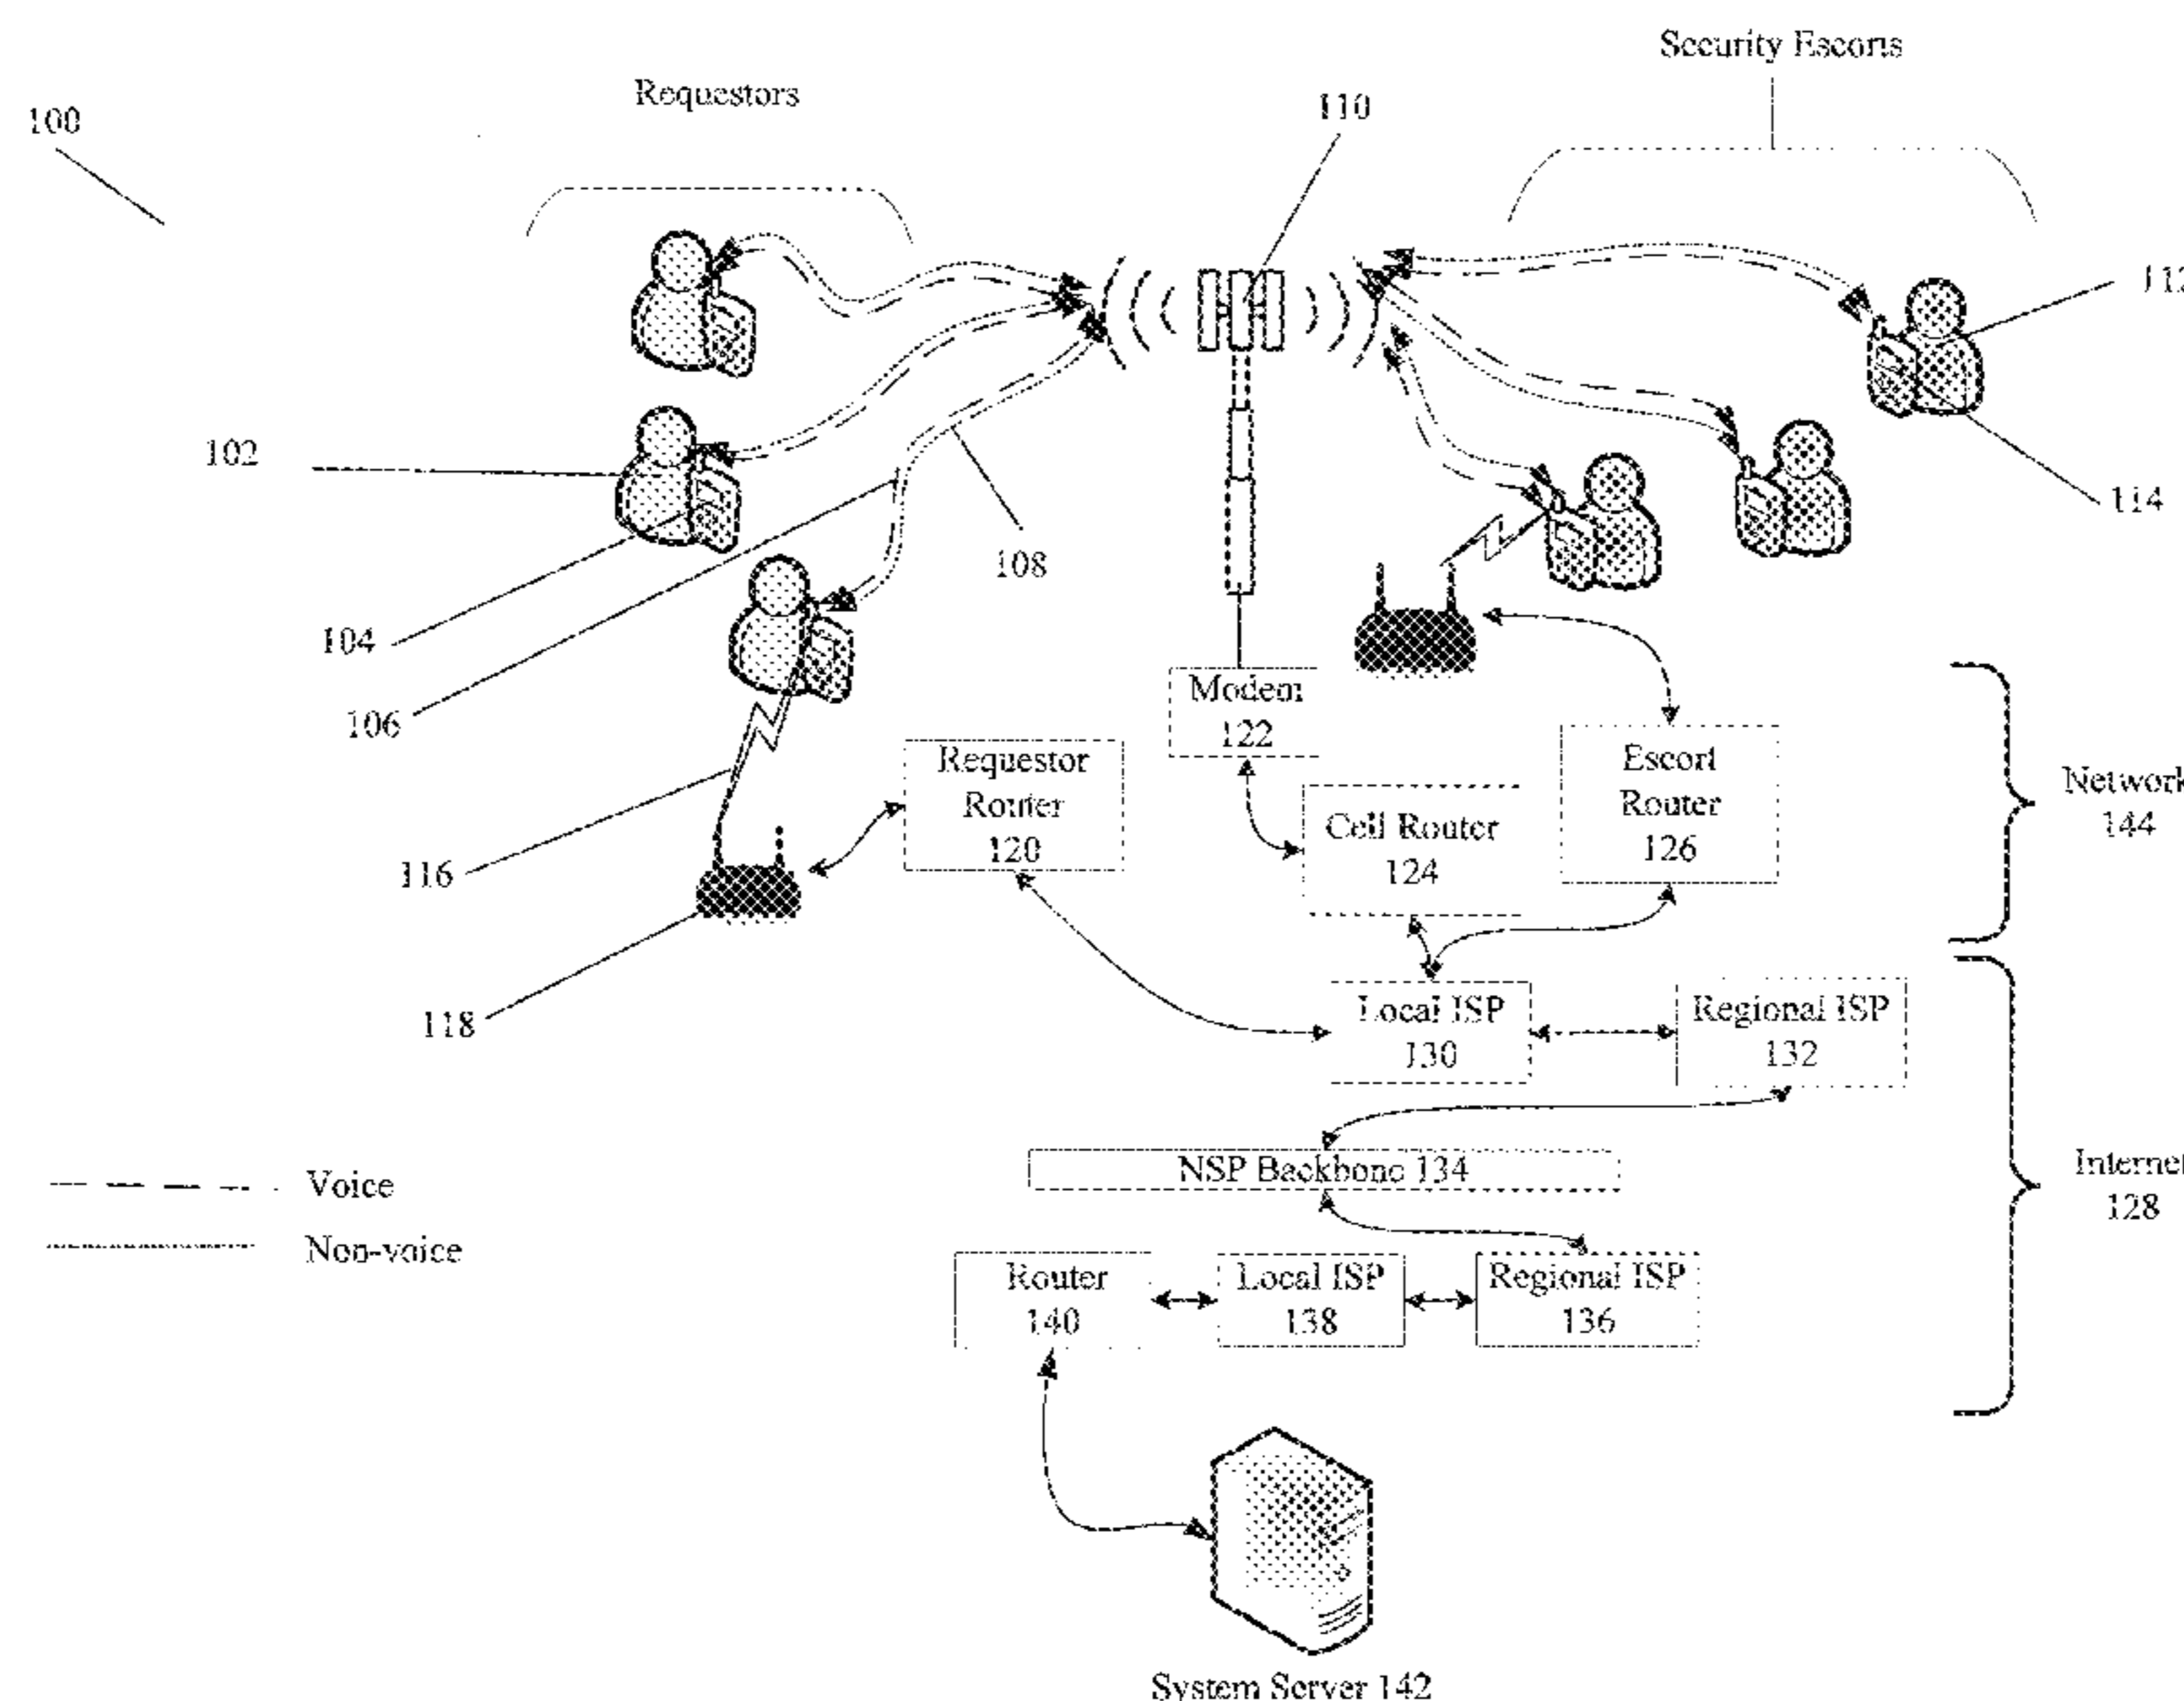 Security Escorts
Requestors
100
110
112
102
114
108
104
106
Modem
122
Requestor
Router
120
Escort
Router
126
Cell Router
124
Network
144
116
118
Local ISP
130
Regional ISP
132
NSP Backbone 134
Voice
Non-voice
Internet
128
Router
140
Local ISP
138
Regional ISP
136
System Server 142